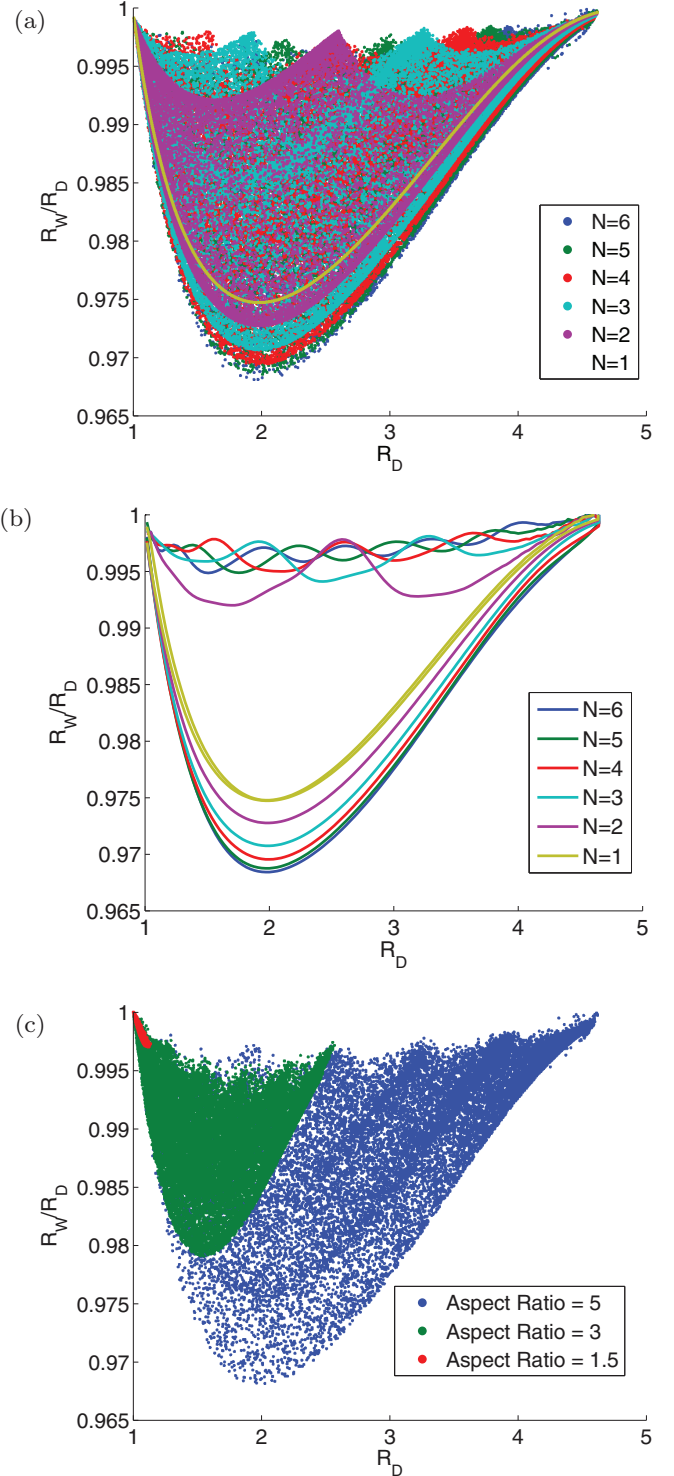 (a)
1
0.995
0.99
0.985
0.98
0.975
0.97
0.965
R_W/R_D
1 2 3 4 5
R_D
N=6
N=5
N=4
N=3
N=2
N=1
(b)
1
0.995
0.99
0.985
0.98
0.975
0.97
0.965
R_W/R_D
1 2 3 4 5
R_D
N=6
N=5
N=4
N=3
N=2
N=1
(c)
1
0.995
0.99
0.985
0.98
0.975
0.97
0.965
R_W/R_D
1 2 3 4 5
R_D
Aspect Ratio = 5
Aspect Ratio = 3
Aspect Ratio = 1.5